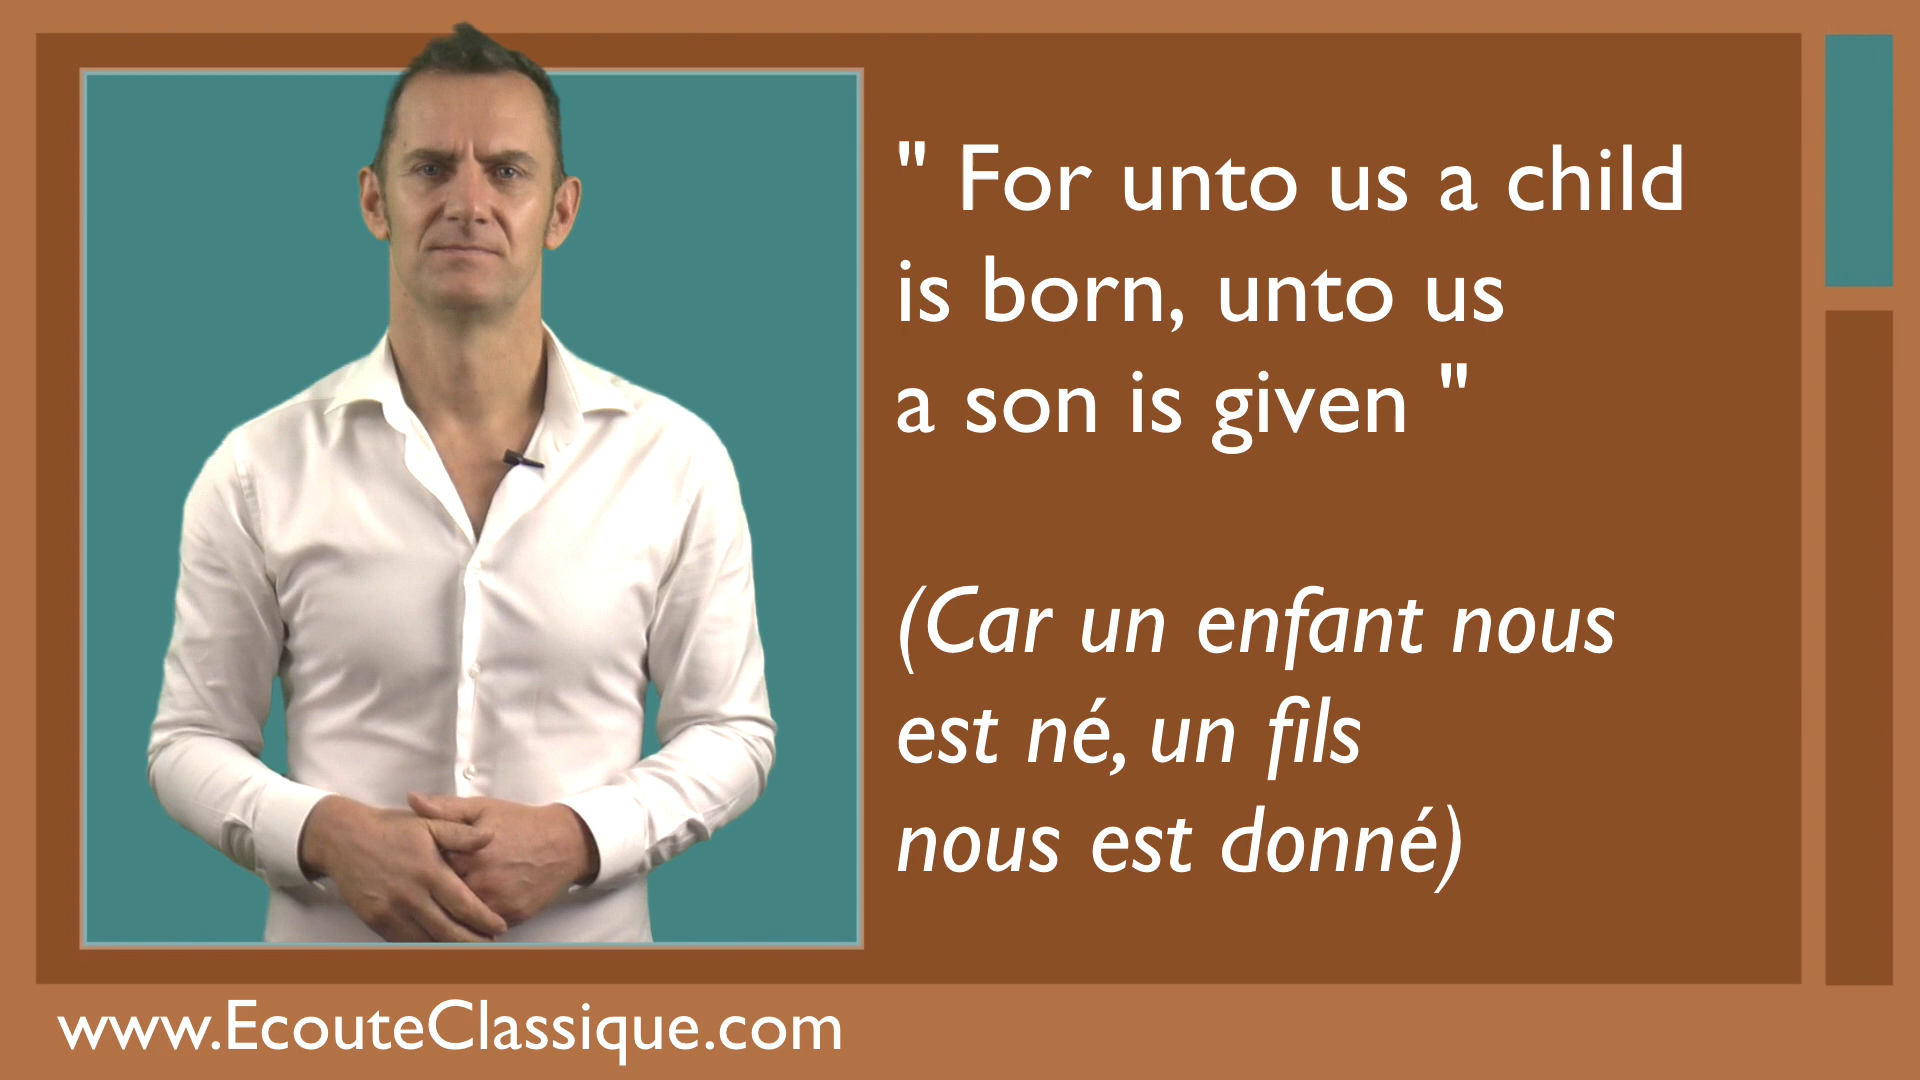 " For unto us a child
is born, unto us
a son is given "
(Car un enfant nous
est né, un fils
nous est donné)
www.EcouteClassique.com